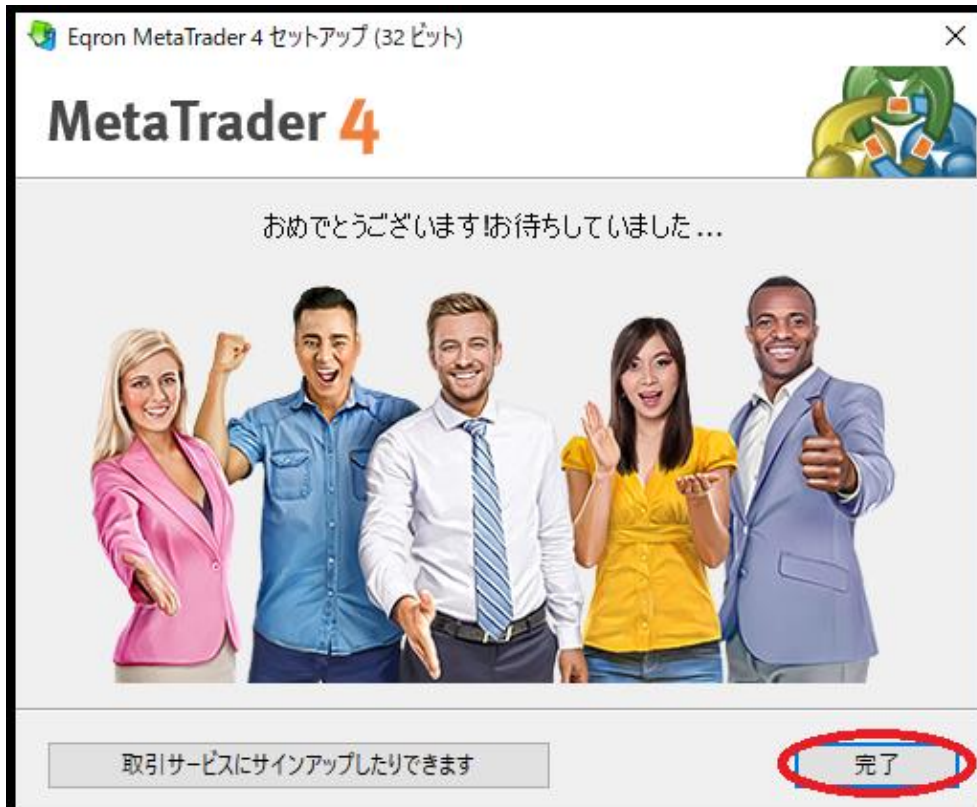 Eqron MetaTrader 4 セットアップ (32 ビット)
MetaTrader 4
おめでとうございます!お待ちしていました...
取引サービスにサインアップしたりできます
完了